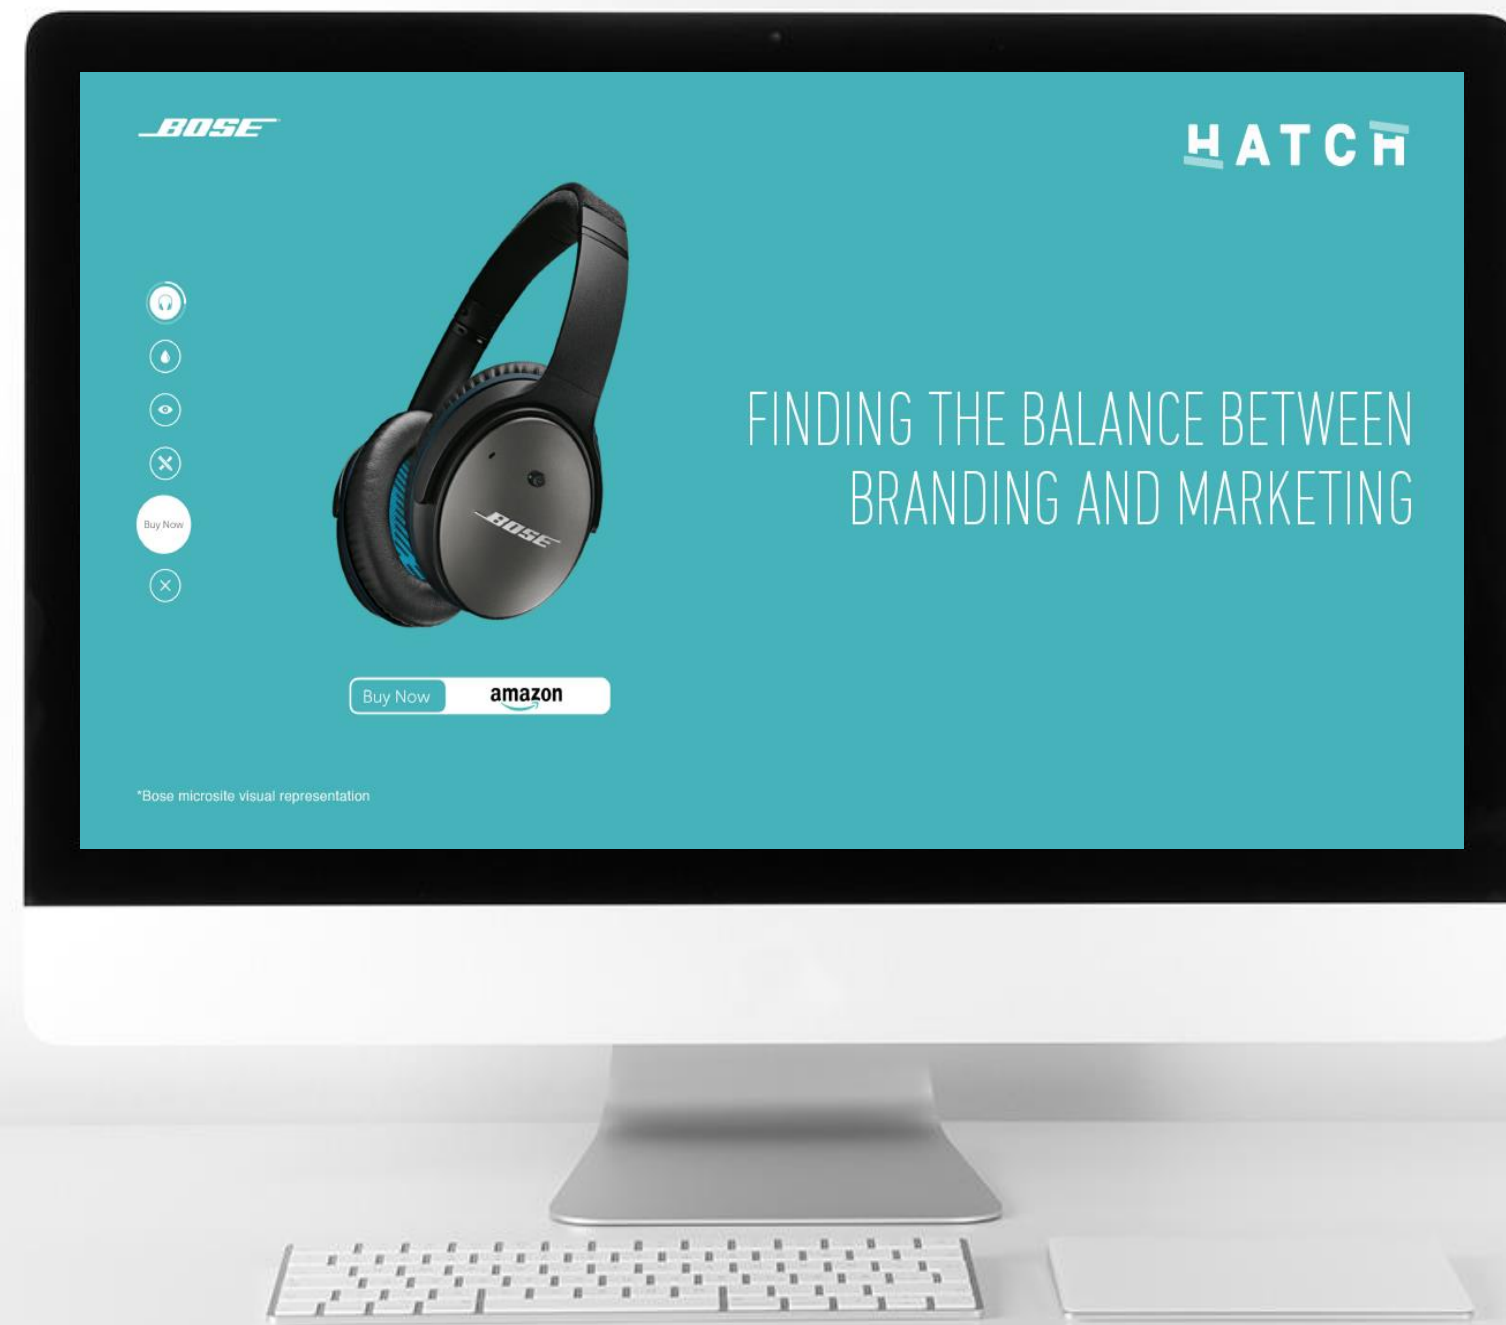 BOSE
HATCH
FINDING THE BALANCE BETWEEN
BRANDING AND MARKETING
BOSE
Buy Now
Buy Now
amazon
*Bose microsite visual representation